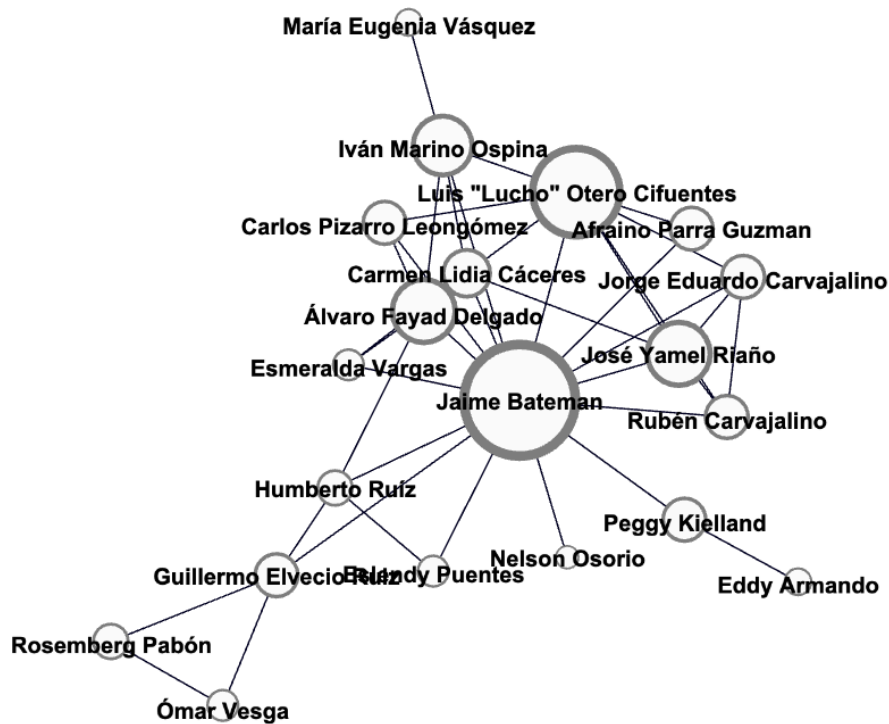 María Eugenia Vásquez
Iván Marino Ospina
Luis "Lucho" Otero Cifuentes
Carlos Pizarro Leongómez
Afraino Parra Guzman
Carmen Lidia Cáceres
Jorge Eduardo Carvajalino
Álvaro Fayad Delgado
José Yamel Riaño
Esmeralda Vargas
Jaime Bateman
Rubén Carvajalino
Humberto Ruíz
Peggy Kielland
Nelson Osorio
Guillermo Elvecio Ruiz
Puentes
Eddy Armando
Rosemberg Pabón
Ómar Vesga